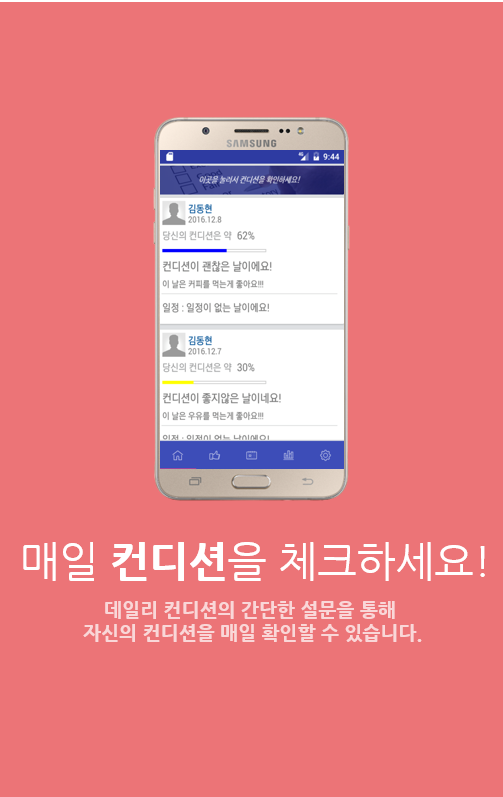 SAMSUNG
9:44
이곳을 눌러서 컨디션을 확인하세요!
김동현
2016.12.8
당신의 컨디션은 약 62%
컨디션이 괜찮은 날이에요!
이 날은 커피를 먹는게 좋아요!!!
일정 : 일정이 없는 날이에요!
김동현
2016.12.7
당신의 컨디션은 약 30%
컨디션이 좋지않은 날이네요!
이 날은 우유를 먹는게 좋아요!!!
일정 : 일정이 없는 날이에요!
매일 컨디션을 체크하세요!
데일리 컨디션의 간단한 설문을 통해
자신의 컨디션을 매일 확인할 수 있습니다.